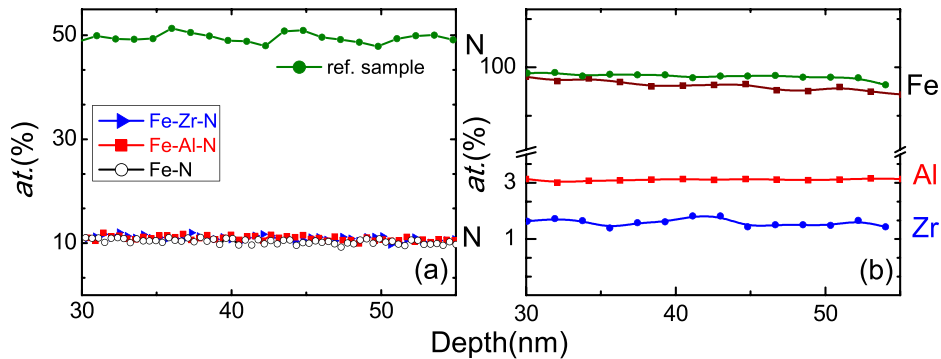 50
30
10
at.(%)
N
ref. sample
Fe-Zr-N
Fe-Al-N
Fe-N
N
(a)
30
40
50
100
3
1
at.(%)
Fe
Al
Zr
(b)
30
40
50
Depth(nm)